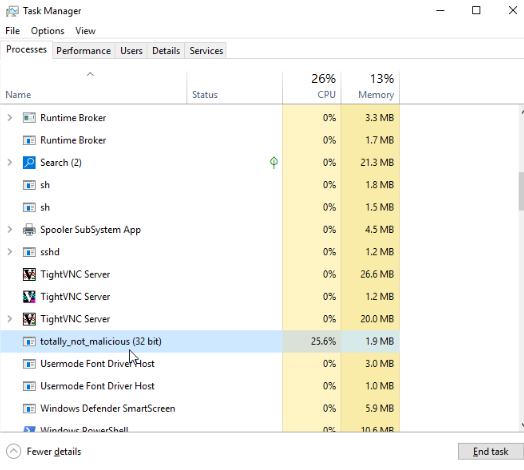 Task Manager
File Options View
Processes Performance Users Details Services
26% 13%
Name Status CPU Memory
Runtime Broker 0% 3.3 MB
Runtime Broker 0% 1.7 MB
Search (2) 0% 21.3 MB
sh 0% 1.8 MB
sh 0% 1.5 MB
Spooler SubSystem App 0% 4.5 MB
sshd 0% 1.2 MB
TightVNC Server 0% 26.6 MB
TightVNC Server 0% 1.2 MB
TightVNC Server 0% 20.0 MB
totally_not_malicious (32 bit) 25.6% 1.9 MB
Usermode Font Driver Host 0% 3.0 MB
Usermode Font Driver Host 0% 1.0 MB
Windows Defender SmartScreen 0% 5.9 MB
Windows PowerShell 0% 10.6 MB
Fewer details End task